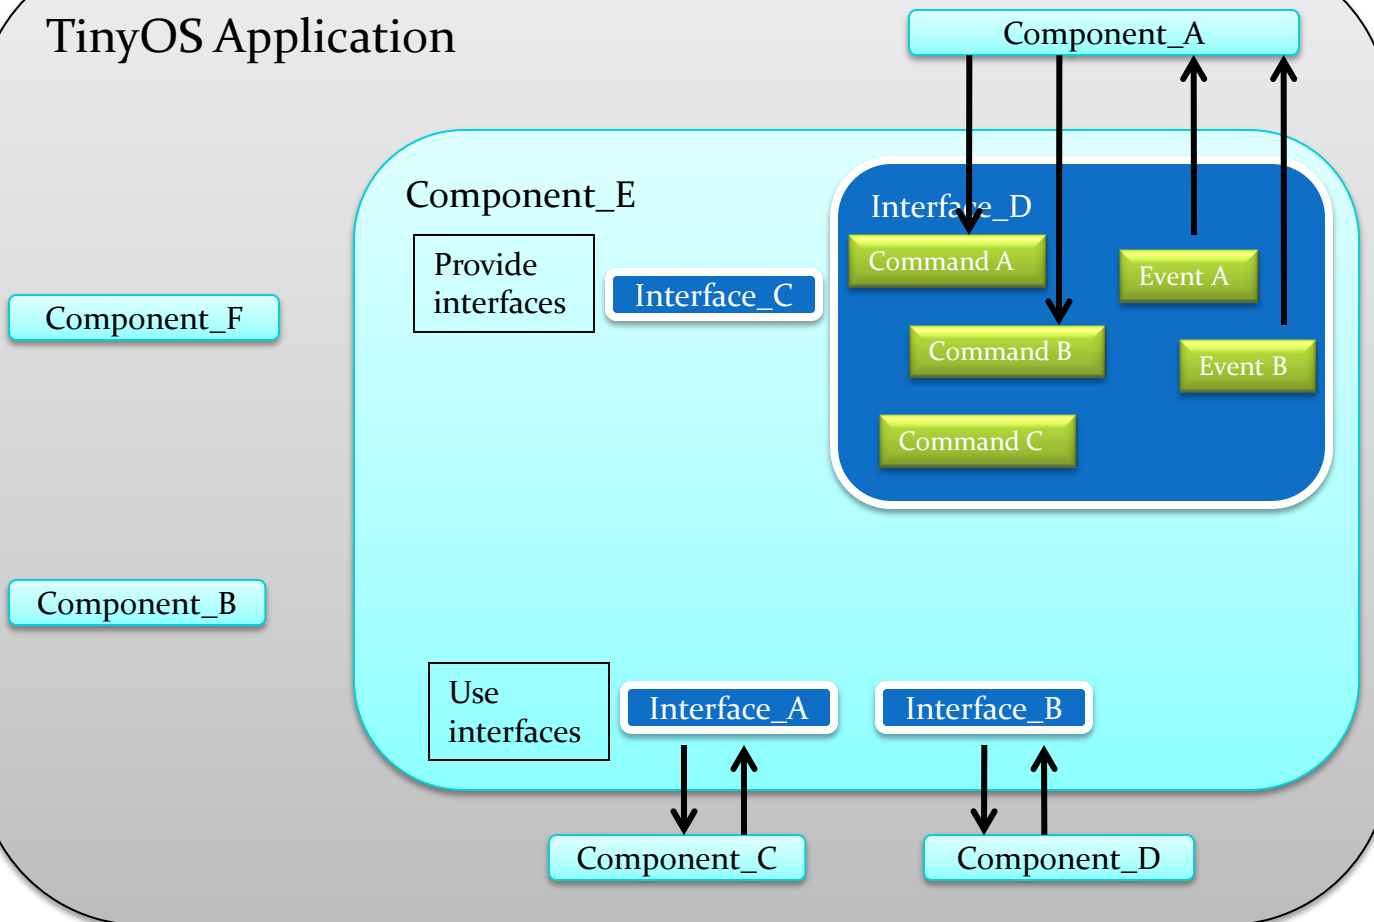 TinyOS Application
Component_A
Component_E
Interface_D
Provide
interfaces
Interface_C
Command A
Event A
Component_F
Command B
Event B
Command C
Component_B
Use
interfaces
Interface_A
Interface_B
Component_C
Component_D